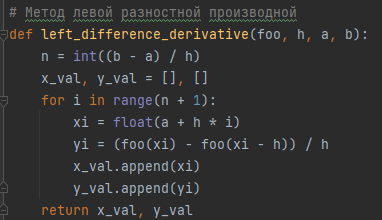 # Метод левой разностной производной
def left_difference_derivative(foo, h, a, b):
    n = int((b - a) / h)
    x_val, y_val = [], []
    for i in range(n + 1):
        xi = float(a + h * i)
        yi = (foo(xi) - foo(xi - h)) / h
        x_val.append(xi)
        y_val.append(yi)
    return x_val, y_val